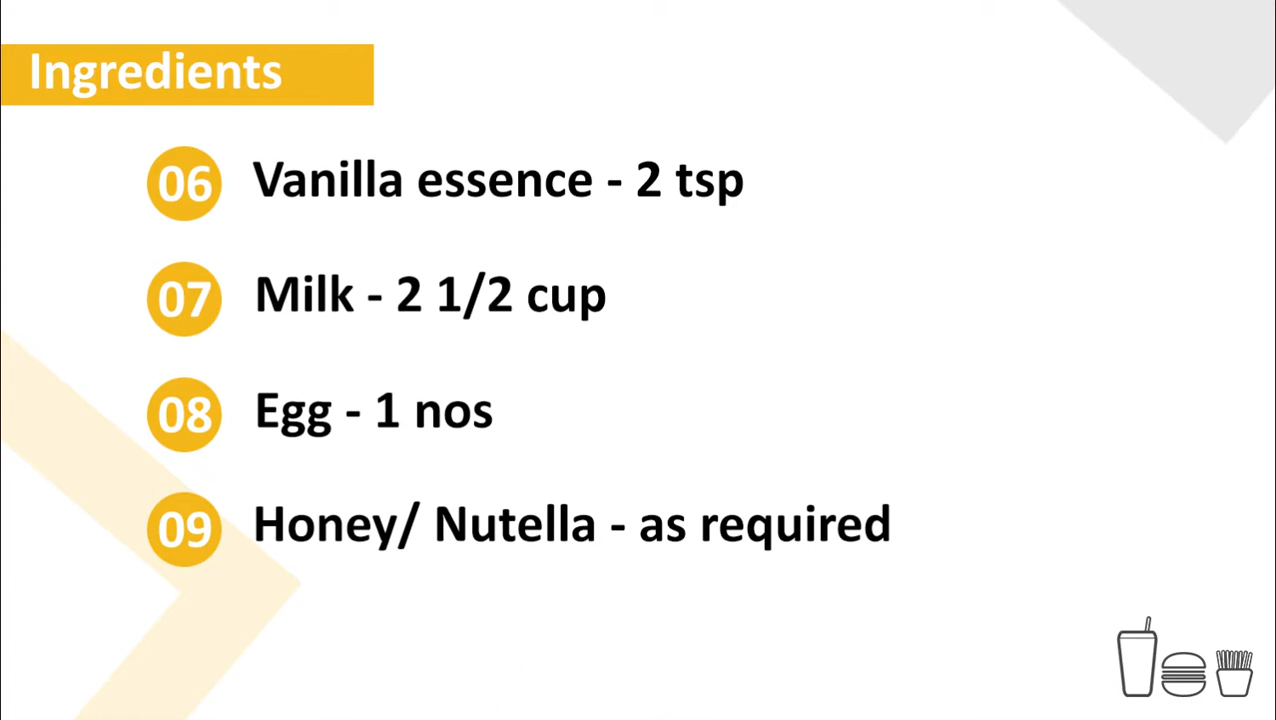 Ingredients
06 Vanilla essence - 2 tsp
07 Milk - 2 1/2 cup
08 Egg - 1 nos
09 Honey/ Nutella - as required